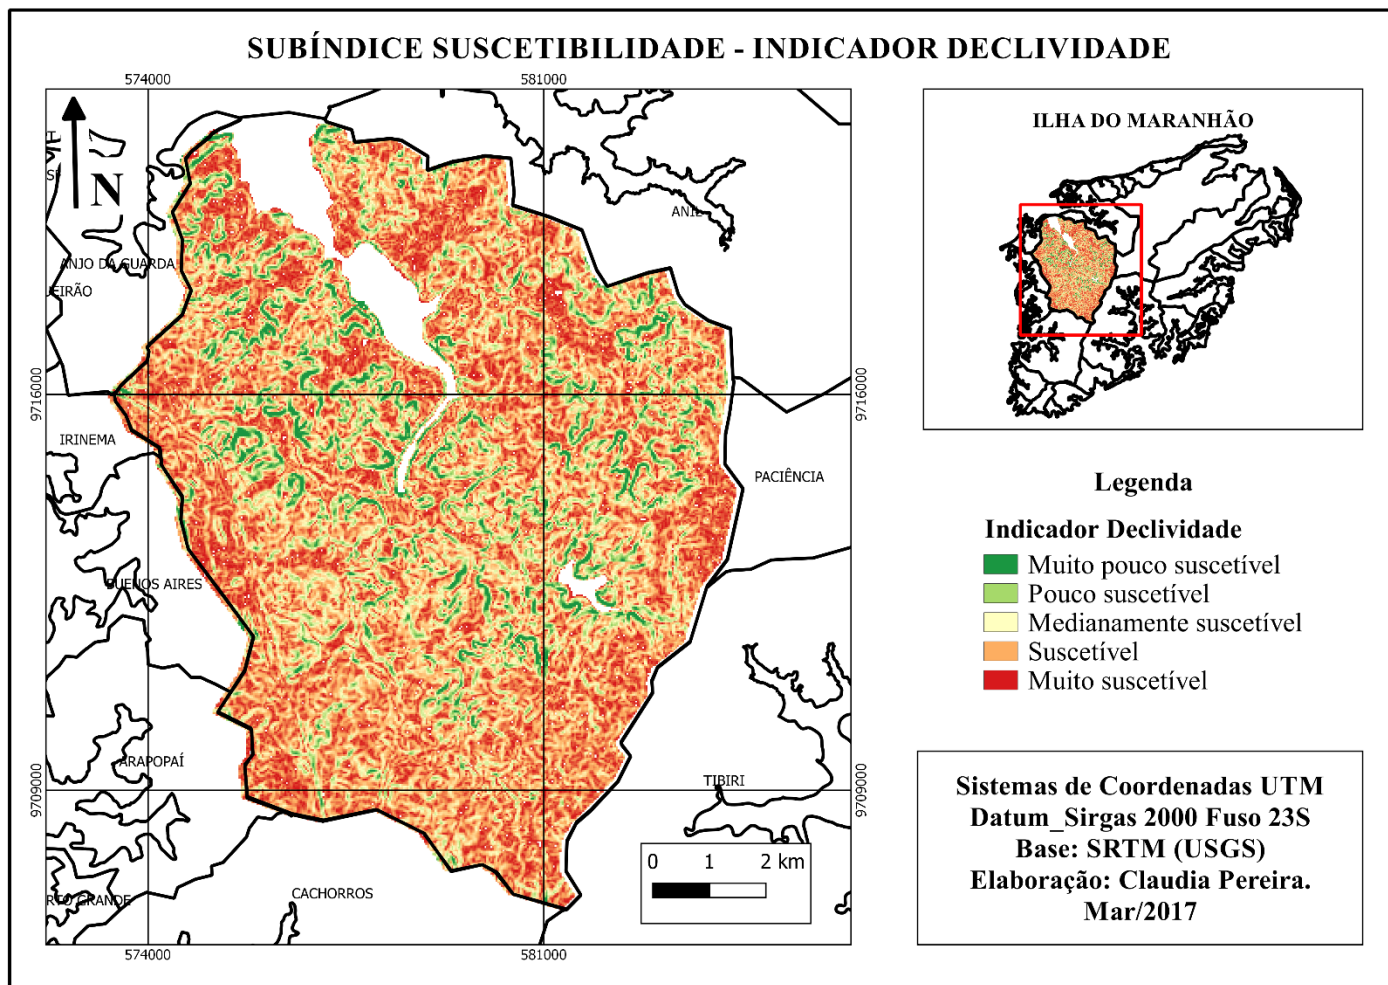 SUBÍNDICE SUSCETIBILIDADE - INDICADOR DECLIVIDADE
574000
581000
N
ANIL
ANJO DA GUARDA
EIRÃO
9716000
9716000
IRINEMA
PACIÊNCIA
BUENOS AIRES
ARAPOPAÍ
TIBIRI
9709000
9709000
0 1 2 km
CACHORROS
RTO GRANDE
574000
581000
ILHA DO MARANHÃO
Legenda
Indicador Declividade
Muito pouco suscetível
Pouco suscetível
Medianamente suscetível
Suscetível
Muito suscetível
Sistemas de Coordenadas UTM
Datum_Sirgas 2000 Fuso 23S
Base: SRTM (USGS)
Elaboração: Claudia Pereira.
Mar/2017